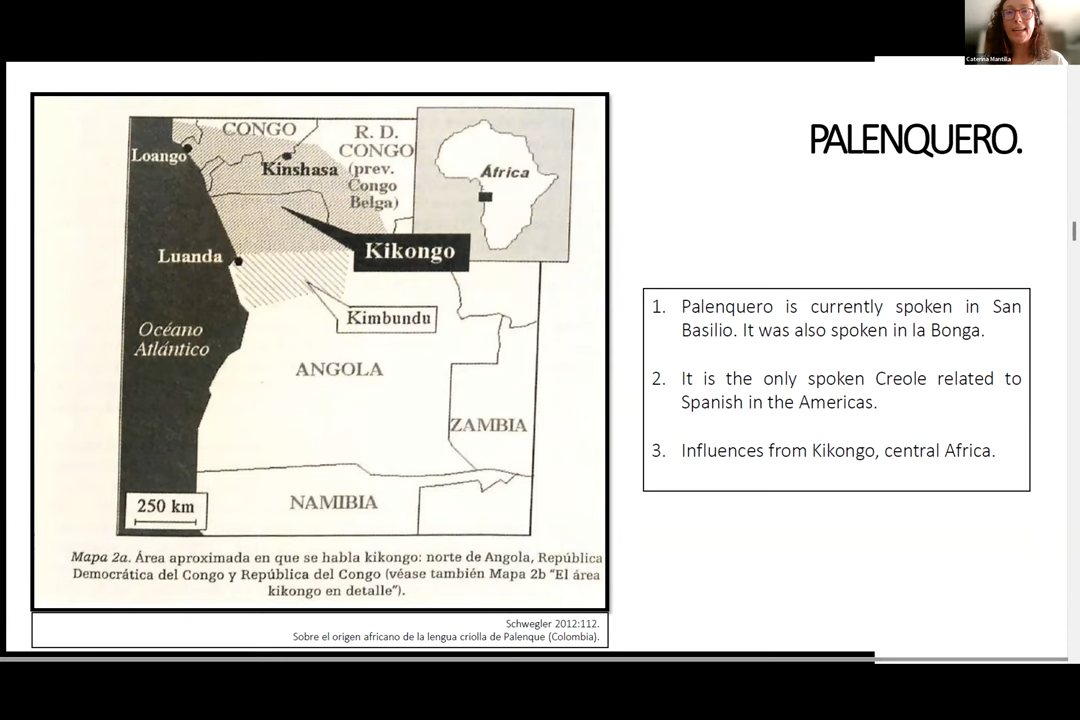 Caterina Mantilla
PALENQUERO.
CONGO
R. D.
CONGO
(prev.
Congo
Belga)
Loango
Kinshasa
África
Kikongo
Luanda
Kimbundu
Océano
Atlántico
ANGOLA
ZAMBIA
NAMIBIA
250 km
Mapa 2a. Área aproximada en que se habla kikongo: norte de Angola, República
Democrática del Congo y República del Congo (véase también Mapa 2b "El área
kikongo en detalle").
Schwegler 2012:112.
Sobre el origen africano de la lengua criolla de Palenque (Colombia).
1. Palenquero is currently spoken in San
Basilio. It was also spoken in la Bonga.
2. It is the only spoken Creole related to
Spanish in the Americas.
3. Influences from Kikongo, central Africa.